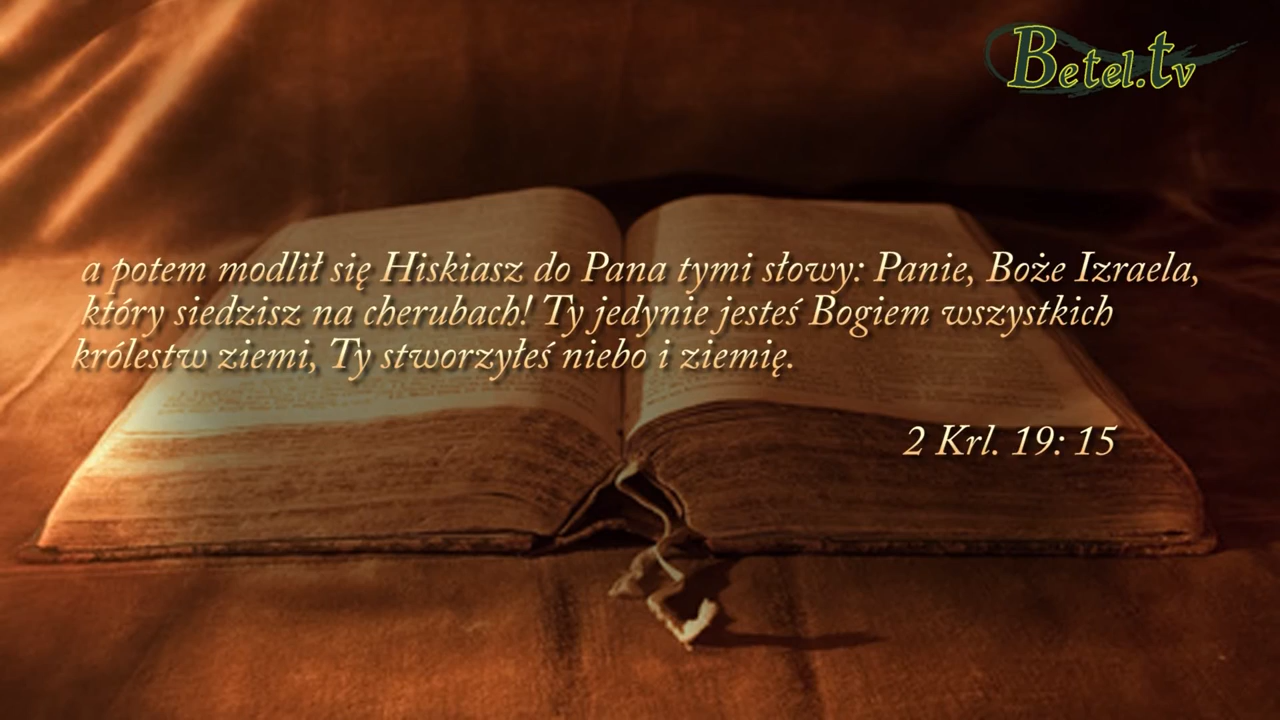 Betel.tv
a potem modlił się Hiskiasz do Pana tymi słowy: Panie, Boże Izraela,
który siedzisz na cherubach! Ty jedynie jesteś Bogiem wszystkich
królestw ziemi, Ty stworzyłeś niebo i ziemię.
2 Krl. 19: 15